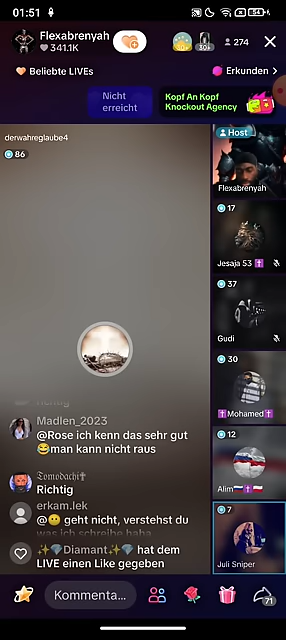 01:51
54
Flexabrenyah
341.1K
30+
274
Beliebte LIVEs
Erkunden >
Nicht
erreicht
Kopf An Kopf
Knockout Agency
derwahreglaube4
86
Host
Flexabrenyah
17
Jesaja 53 ✝️
37
Gudi
30
✝️Mohamed✝️
12
Alim
7
Juli Sniper
Madlen_2023
@Rose ich kenn das sehr gut
😂man kann nicht raus
𝔗𝔬𝔪𝔬𝔡𝔞𝔠𝔥𝔦✞
Richtig
erkam.lek
@😶 geht nicht, verstehst du
was ich schreibe haha
✨💎Diamant✨💎 hat dem
LIVE einen Like gegeben
Kommenta...
71